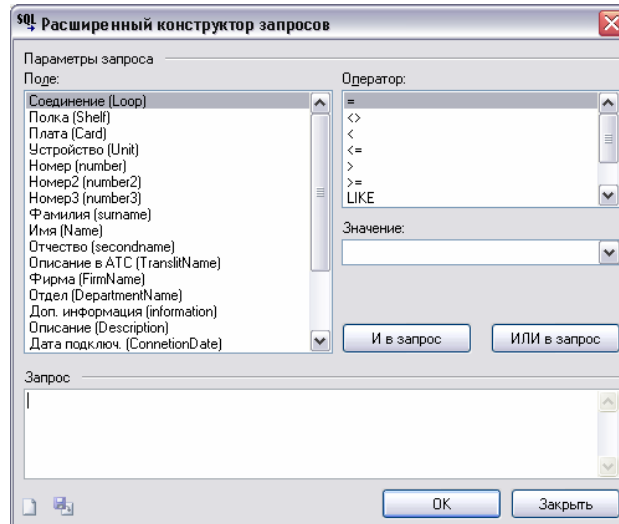 SQL Расширенный конструктор запросов
Параметры запроса
Поле:
Соединение (Loop)
Полка (Shelf)
Плата (Card)
Устройство (Unit)
Номер (number)
Номер2 (number2)
Номер3 (number3)
Фамилия (surname)
Имя (Name)
Отчество (secondname)
Описание в АТС (TranslitName)
Фирма (FirmName)
Отдел (DepartmentName)
Доп. информация (information)
Описание (Description)
Дата подключ. (ConnetionDate)
Оператор:
=
<>
<
<=
>
>=
LIKE
Значение:
И в запрос
ИЛИ в запрос
Запрос
OK
Закрыть